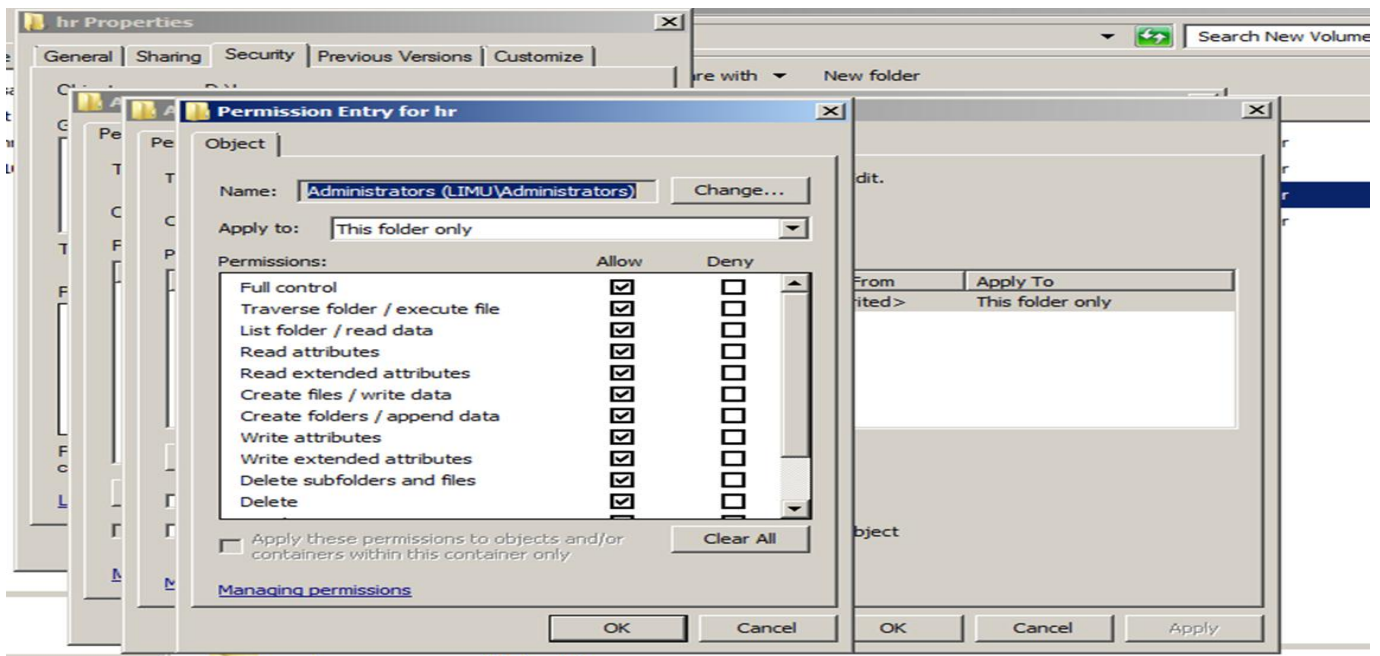 hr Properties
Search New Volume
General Sharing Security Previous Versions Customize
re with New folder
Permission Entry for hr
Pe
Pe
Object
Name: Administrators (LIMU\Administrators) Change...
dit.
Apply to: This folder only
Permissions: Allow Deny
From Apply To
Full control
rited> This folder only
Traverse folder / execute file
List folder / read data
Read attributes
Read extended attributes
Create files / write data
Create folders / append data
Write attributes
Write extended attributes
Delete subfolders and files
Delete
Apply these permissions to objects and/or
containers within this container only
Clear All
bject
Managing permissions
OK Cancel
OK Cancel Apply